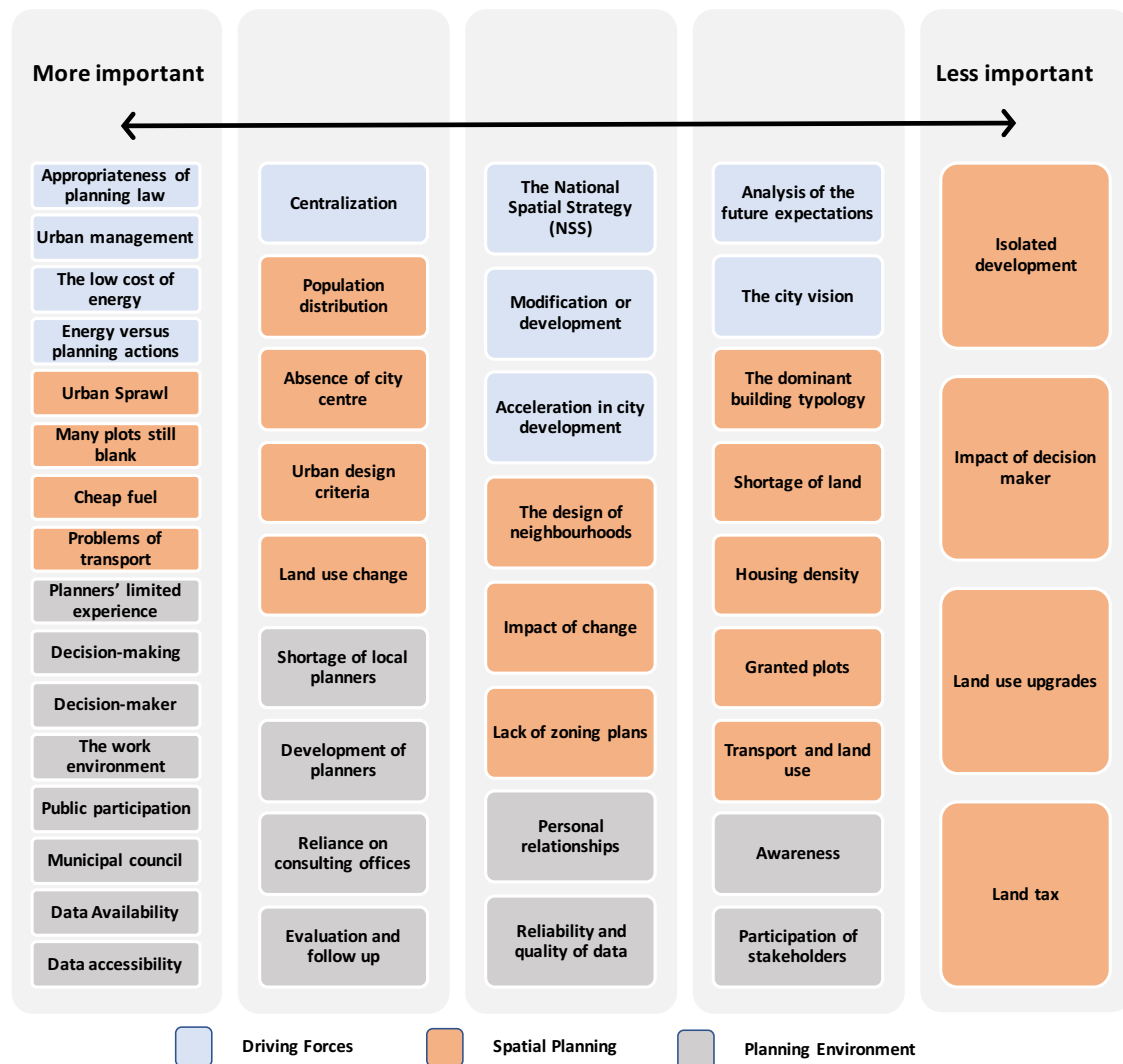 More important
Less important
Appropriateness of
planning law
Urban management
The low cost of
energy
Energy versus
planning actions
Urban Sprawl
Many plots still
blank
Cheap fuel
Problems of
transport
Planners’ limited
experience
Decision-making
Decision-maker
The work
environment
Public participation
Municipal council
Data Availability
Data accessibility
Centralization
Population
distribution
Absence of city
centre
Urban design
criteria
Land use change
Shortage of local
planners
Development of
planners
Reliance on
consulting offices
Evaluation and
follow up
The National
Spatial Strategy
(NSS)
Modification or
development
Acceleration in city
development
The design of
neighbourhoods
Impact of change
Lack of zoning plans
Personal
relationships
Reliability and
quality of data
Analysis of the
future expectations
The city vision
The dominant
building typology
Shortage of land
Housing density
Granted plots
Transport and land
use
Awareness
Participation of
stakeholders
Isolated
development
Impact of decision
maker
Land use upgrades
Land tax
Driving Forces
Spatial Planning
Planning Environment